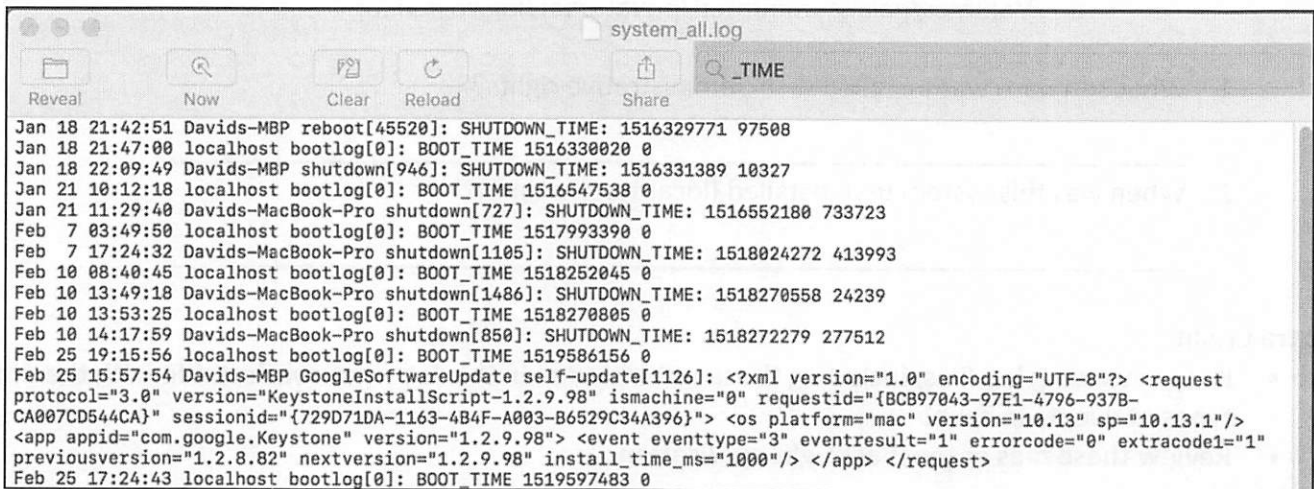 system_all.log
Reveal
Now
Clear
Reload
Share
_TIME
Jan 18 21:42:51 Davids-MBP reboot[45520]: SHUTDOWN_TIME: 1516329771 97508
Jan 18 21:47:00 localhost bootlog[0]: BOOT_TIME 1516330020 0
Jan 18 22:09:49 Davids-MBP shutdown[946]: SHUTDOWN_TIME: 1516331389 10327
Jan 21 10:12:18 localhost bootlog[0]: BOOT_TIME 1516547538 0
Jan 21 11:29:40 Davids-MacBook-Pro shutdown[727]: SHUTDOWN_TIME: 1516552180 733723
Feb  7 03:49:50 localhost bootlog[0]: BOOT_TIME 1517993390 0
Feb  7 17:24:32 Davids-MacBook-Pro shutdown[1105]: SHUTDOWN_TIME: 1518024272 413993
Feb 10 08:40:45 localhost bootlog[0]: BOOT_TIME 1518252045 0
Feb 10 13:49:18 Davids-MacBook-Pro shutdown[1486]: SHUTDOWN_TIME: 1518270558 24239
Feb 10 13:53:25 localhost bootlog[0]: BOOT_TIME 1518270805 0
Feb 10 14:17:59 Davids-MacBook-Pro shutdown[850]: SHUTDOWN_TIME: 1518272279 277512
Feb 25 19:15:56 localhost bootlog[0]: BOOT_TIME 1519586156 0
Feb 25 15:57:54 Davids-MBP GoogleSoftwareUpdate self-update[1126]: <?xml version="1.0" encoding="UTF-8"?> <request
protocol="3.0" version="KeystoneInstallScript-1.2.9.98" ismachine="0" requestid="{BCB97043-97E1-4796-937B-
CA007CD544CA}" sessionid="{729D71DA-1163-4B4F-A003-B6529C34A396}"> <os platform="mac" version="10.13" sp="10.13.1"/>
<app appid="com.google.Keystone" version="1.2.9.98"> <event eventtype="3" eventresult="1" errorcode="0" extracode1="1"
previousversion="1.2.8.82" nextversion="1.2.9.98" install_time_ms="1000"/> </app> </request>
Feb 25 17:24:43 localhost bootlog[0]: BOOT_TIME 1519597483 0